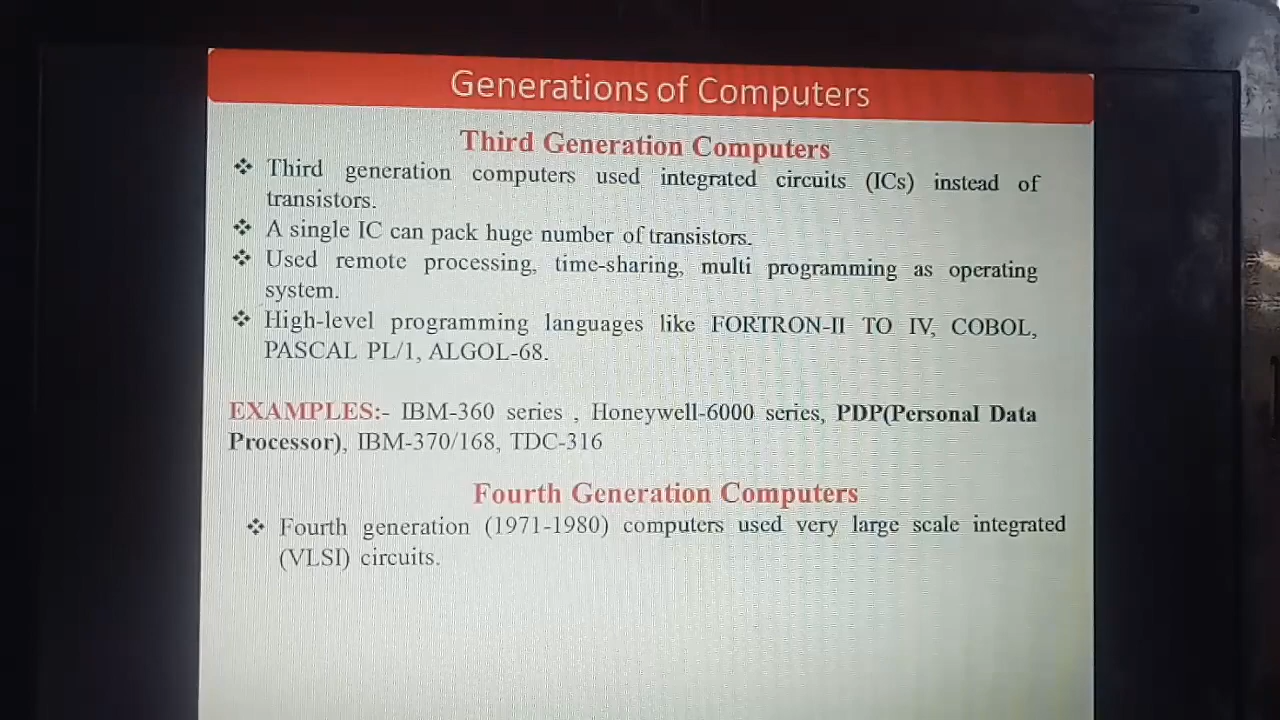 Generations of Computers
Third Generation Computers
❖ Third generation computers used integrated circuits (ICs) instead of
transistors.
❖ A single IC can pack huge number of transistors.
❖ Used remote processing, time-sharing, multi programming as operating
system.
❖ High-level programming languages like FORTRON-II TO IV, COBOL,
PASCAL PL/1, ALGOL-68.
EXAMPLES:- IBM-360 series , Honeywell-6000 series, PDP(Personal Data
Processor), IBM-370/168, TDC-316
Fourth Generation Computers
❖ Fourth generation (1971-1980) computers used very large scale integrated
(VLSI) circuits.